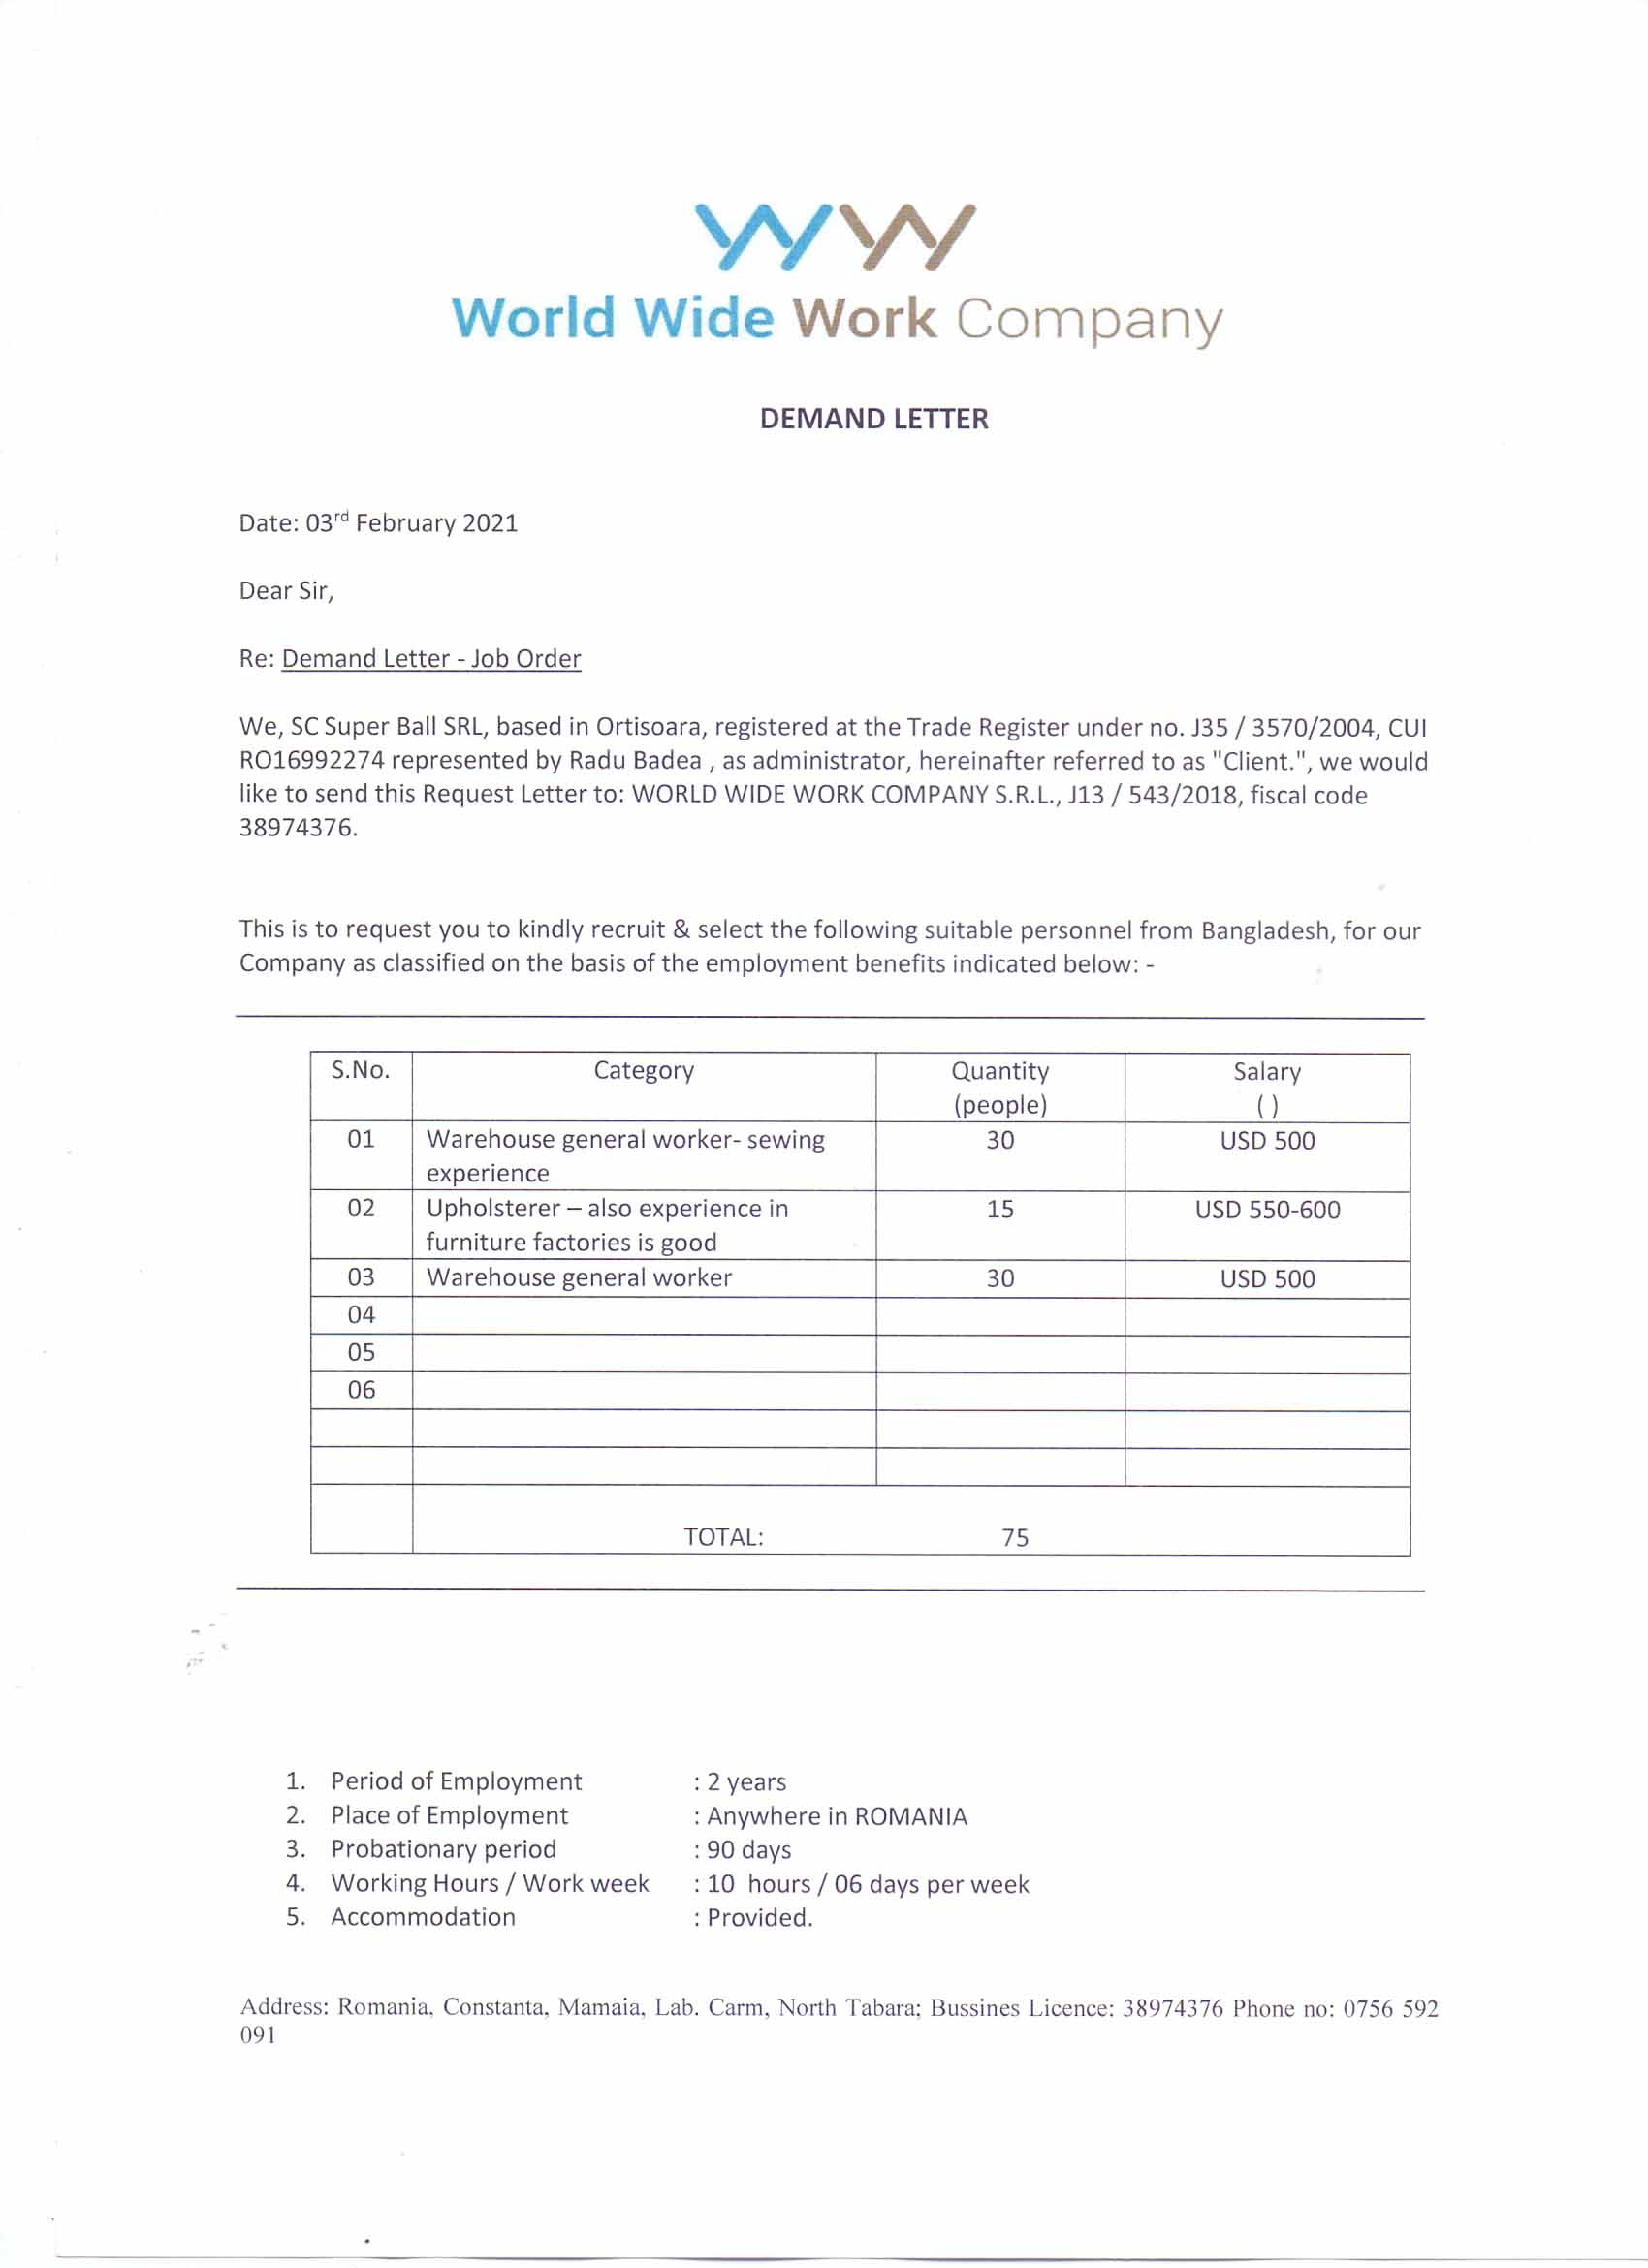 World Wide Work Company
DEMAND LETTER
Date: 03rd February 2021
Dear Sir,
Re: Demand Letter - Job Order
We, SC Super Ball SRL, based in Ortisoara, registered at the Trade Register under no. J35 / 3570/2004, CUI
RO16992274 represented by Radu Badea , as administrator, hereinafter referred to as "Client.", we would
like to send this Request Letter to: WORLD WIDE WORK COMPANY S.R.L., J13 / 543/2018, fiscal code
38974376.
This is to request you to kindly recruit & select the following suitable personnel from Bangladesh, for our
Company as classified on the basis of the employment benefits indicated below: -
S.No. Category Quantity Salary
(people) ( )
01 Warehouse general worker- sewing 30 USD 500
experience
02 Upholsterer – also experience in 15 USD 550-600
furniture factories is good
03 Warehouse general worker 30 USD 500
04
05
06
TOTAL: 75
1. Period of Employment : 2 years
2. Place of Employment : Anywhere in ROMANIA
3. Probationary period : 90 days
4. Working Hours / Work week : 10 hours / 06 days per week
5. Accommodation : Provided.
Address: Romania, Constanta, Mamaia, Lab. Carm, North Tabara; Bussines Licence: 38974376 Phone no: 0756 592
091